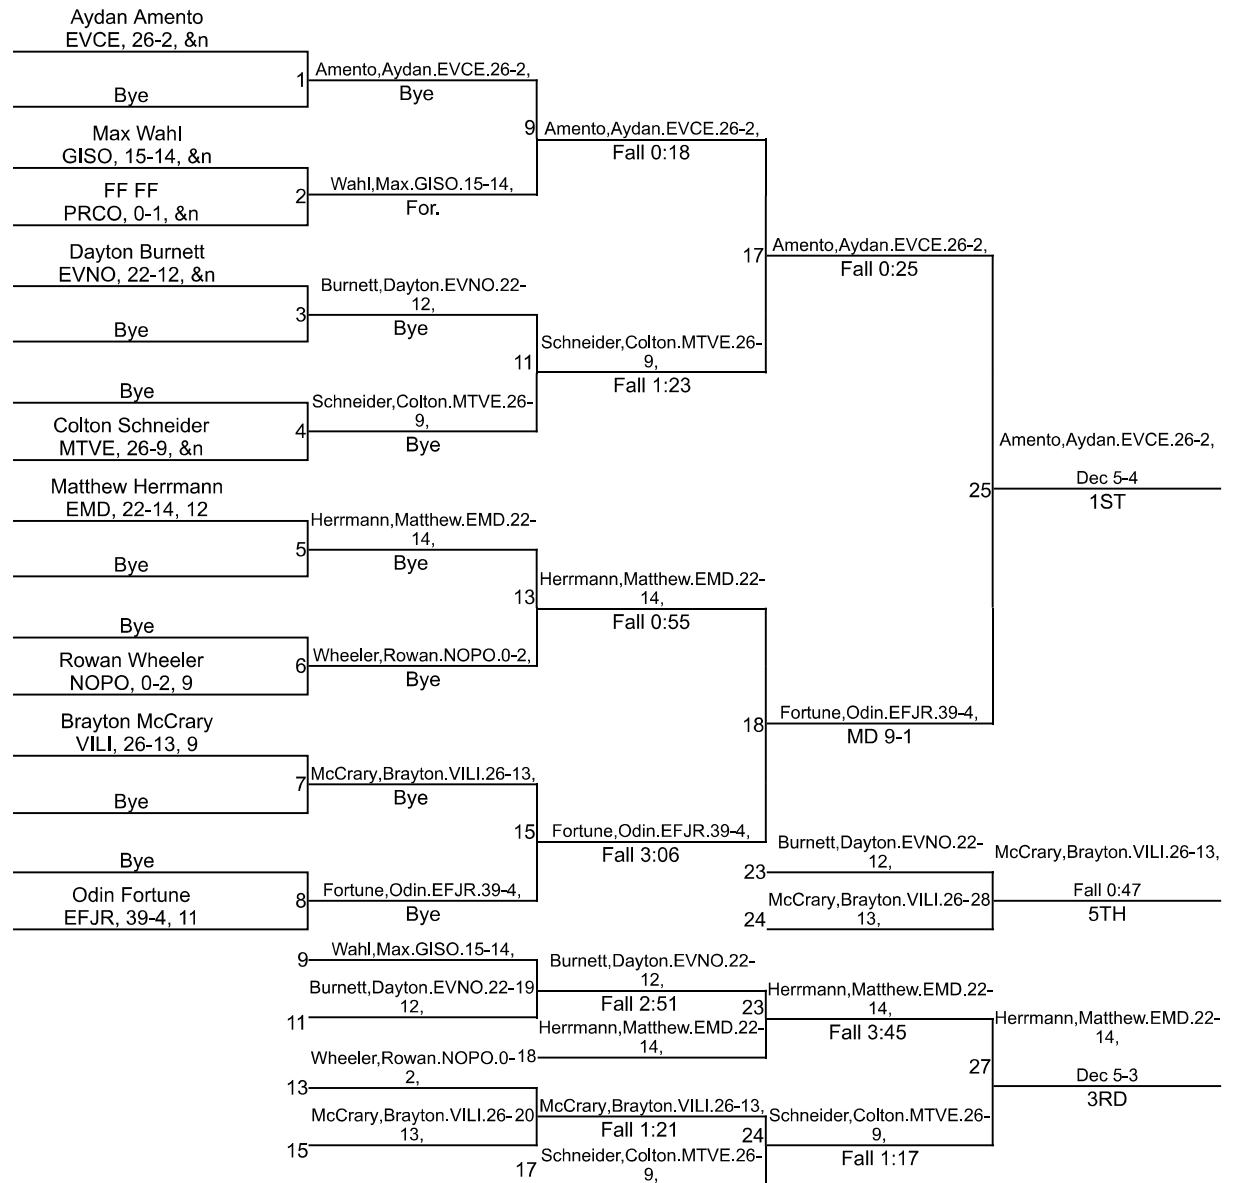 Aydan Amento
EVCE, 26-2, &n
1
Amento,Aydan.EVCE.26-2,
Bye
Bye
9
Amento,Aydan.EVCE.26-2,
Fall 0:18
Max Wahl
GISO, 15-14, &n
2
Wahl,Max.GISO.15-14,
For.
FF FF
PRCO, 0-1, &n
17
Amento,Aydan.EVCE.26-2,
Fall 0:25
Dayton Burnett
EVNO, 22-12, &n
3
Burnett,Dayton.EVNO.22-
12,
Bye
Bye
11
Schneider,Colton.MTVE.26-
9,
Fall 1:23
Bye
4
Schneider,Colton.MTVE.26-
9,
Bye
Colton Schneider
MTVE, 26-9, &n
25
Amento,Aydan.EVCE.26-2,
Dec 5-4
1ST
Matthew Herrmann
EMD, 22-14, 12
5
Herrmann,Matthew.EMD.22-
14,
Bye
Bye
13
Herrmann,Matthew.EMD.22-
14,
Fall 0:55
Bye
6
Wheeler,Rowan.NOPO.0-2,
Bye
Rowan Wheeler
NOPO, 0-2, 9
18
Fortune,Odin.EFJR.39-4,
MD 9-1
Brayton McCrary
VILI, 26-13, 9
7
McCrary,Brayton.VILI.26-13,
Bye
Bye
15
Fortune,Odin.EFJR.39-4,
Fall 3:06
Bye
8
Fortune,Odin.EFJR.39-4,
Bye
Odin Fortune
EFJR, 39-4, 11
23
Burnett,Dayton.EVNO.22-
12,
24
McCrary,Brayton.VILI.26-28
13,
McCrary,Brayton.VILI.26-13,
Fall 0:47
5TH
9
Wahl,Max.GISO.15-14,
11
Burnett,Dayton.EVNO.22-19
12,
Burnett,Dayton.EVNO.22-
12,
Fall 2:51
Herrmann,Matthew.EMD.22-
18
14,
23
Herrmann,Matthew.EMD.22-
14,
Fall 3:45
13
Wheeler,Rowan.NOPO.0-
2,
15
McCrary,Brayton.VILI.26-20
13,
McCrary,Brayton.VILI.26-13,
Fall 1:21
17
Schneider,Colton.MTVE.26-
9,
24
Schneider,Colton.MTVE.26-
9,
Fall 1:17
27
Herrmann,Matthew.EMD.22-
14,
Dec 5-3
3RD